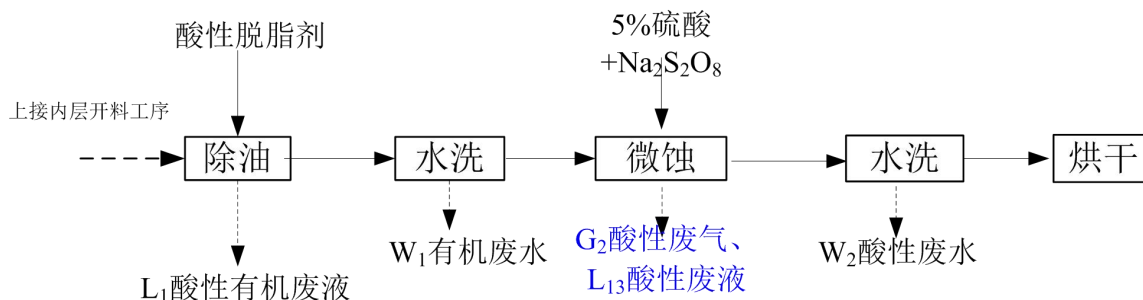 酸性脱脂剂
5%硫酸
+Na₂S₂O₈
上接内层开料工序
除油
水洗
微蚀
水洗
烘干
L₁酸性有机废液
W₁有机废水
G₂酸性废气、
L₁₃酸性废液
W₂酸性废水